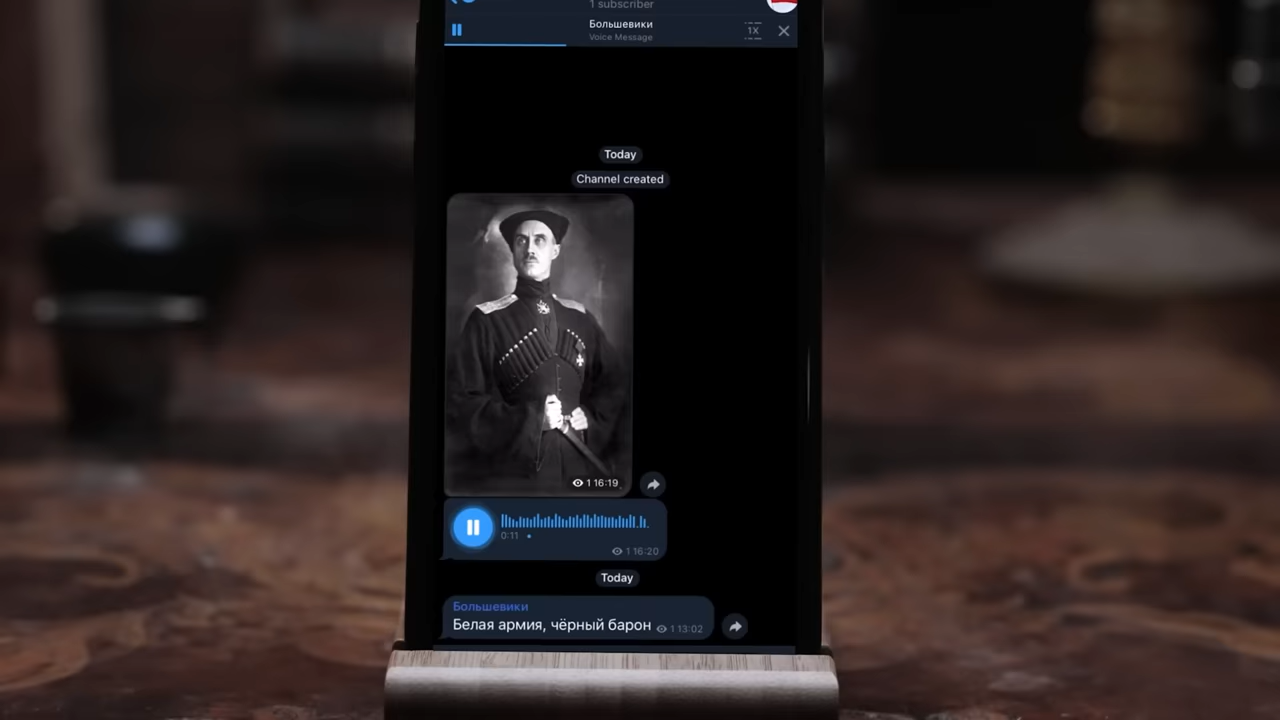 1 subscriber
Большевики
Voice Message
1X
Today
Channel created
1 16:19
0:11
1 16:20
Today
Большевики
Белая армия, чёрный барон
1 13:02